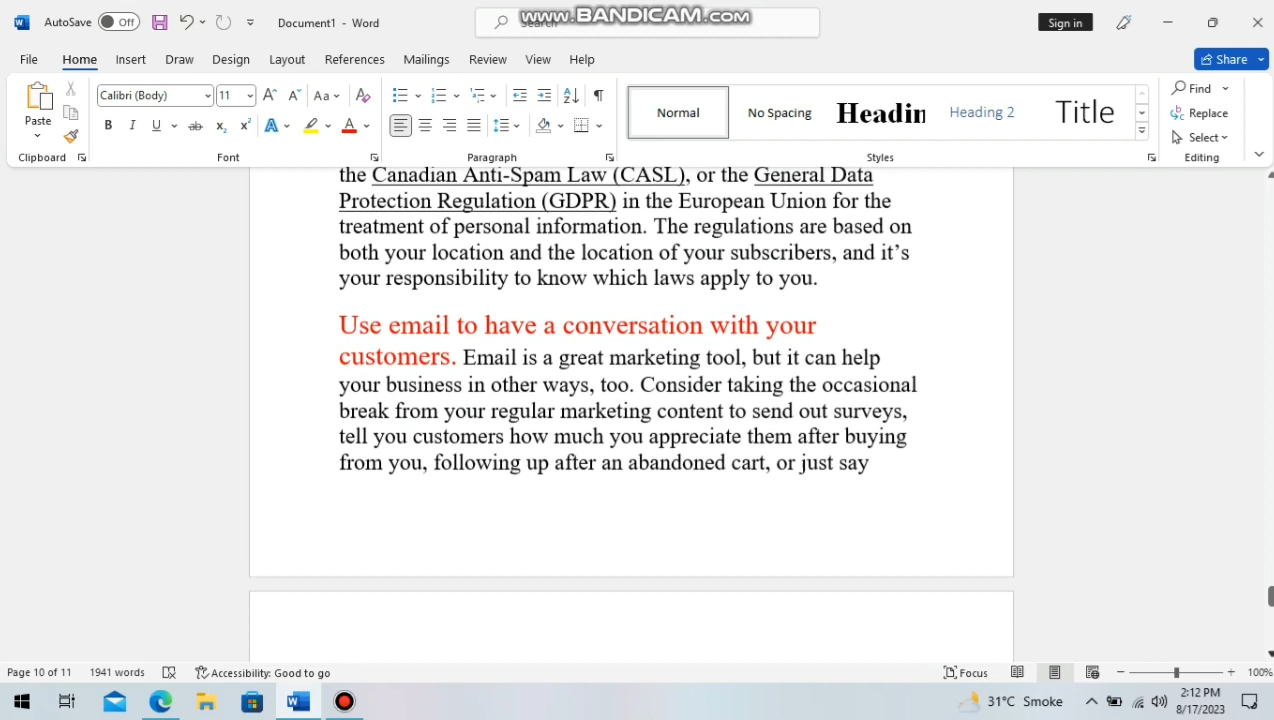 AutoSave Off Document1 - Word Search www.BANDICAM.com Sign in
File Home Insert Draw Design Layout References Mailings Review View Help Share
Paste Calibri (Body) 11 Aa Normal No Spacing Headin Heading 2 Title Find Replace Select
Clipboard Font Paragraph Styles Editing
the Canadian Anti-Spam Law (CASL), or the General Data
Protection Regulation (GDPR) in the European Union for the
treatment of personal information. The regulations are based on
both your location and the location of your subscribers, and it’s
your responsibility to know which laws apply to you.
Use email to have a conversation with your
customers. Email is a great marketing tool, but it can help
your business in other ways, too. Consider taking the occasional
break from your regular marketing content to send out surveys,
tell you customers how much you appreciate them after buying
from you, following up after an abandoned cart, or just say
Page 10 of 11 1941 words Accessibility: Good to go Focus 100%
31°C Smoke 2:12 PM
8/17/2023